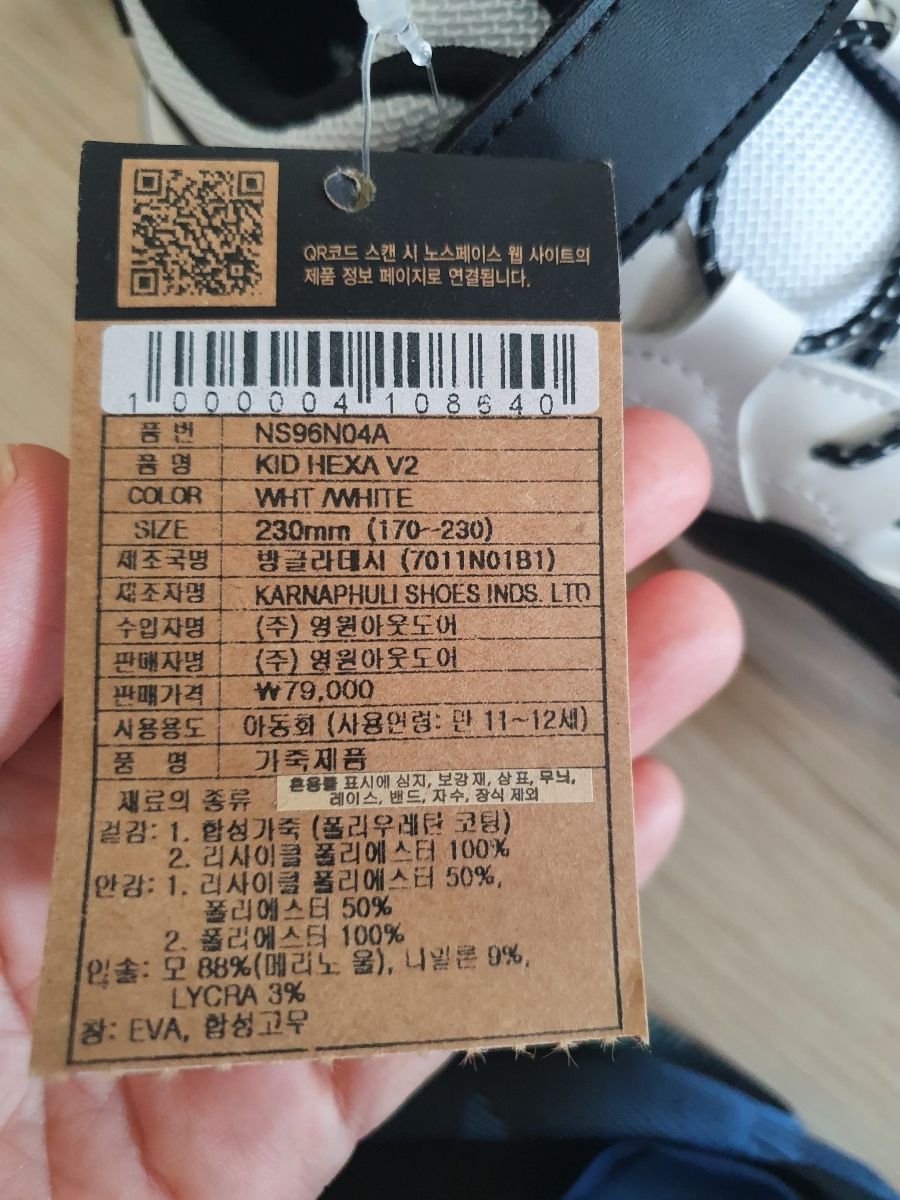 QR코드 스캔 시 노스페이스 웹 사이트의
제품 정보 페이지로 연결됩니다.
1000004108640
품 번 NS96N04A
품 명 KID HEXA V2
COLOR WHT /WHITE
SIZE 230mm (170~230)
제조국명 방글라데시 (7011N01B1)
제조자명 KARNAPHULI SHOES INDS. LTD
수입자명 (주) 영원아웃도어
판매자명 (주) 영원아웃도어
판매가격 ₩79,000
사용용도 아동화 (사용연령: 만 11~12세)
품 명 가죽제품
재료의 종류
혼용률 표시에 심지, 보강재, 상표, 무늬,
레이스, 밴드, 자수, 장식 제외
겉감: 1. 합성가죽 (폴리우레탄 코팅)
2. 리사이클 폴리에스터 100%
안감: 1. 리사이클 폴리에스터 50%,
폴리에스터 50%
2. 폴리에스터 100%
인솔: 모 88%(메리노 울), 나일론 9%,
LYCRA 3%
창: EVA, 합성고무